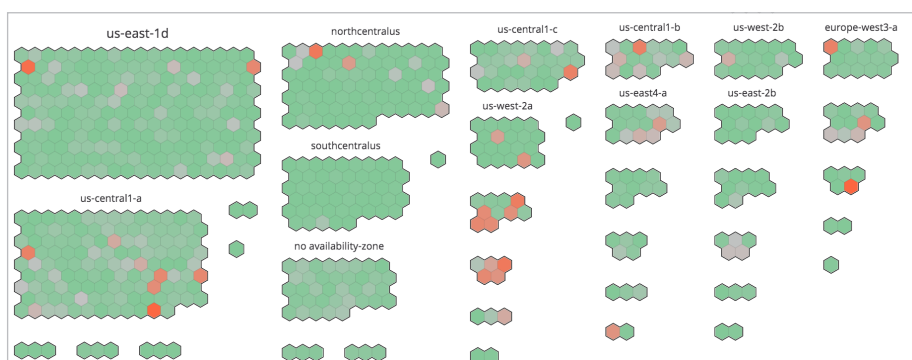 us-east-1d
northcentralus
us-central1-c
us-central1-b
us-west-2b
europe-west3-a
us-west-2a
us-east4-a
us-east-2b
southcentralus
us-central1-a
no availability-zone